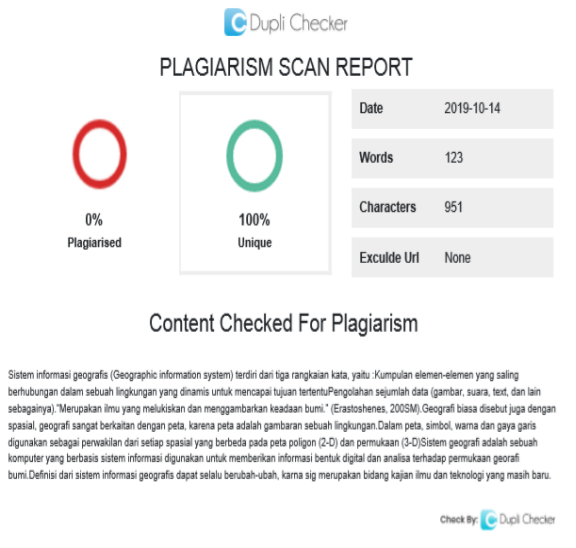 Dupli Checker
PLAGIARISM SCAN REPORT
0%
Plagiarised
100%
Unique
Date 2019-10-14
Words 123
Characters 951
Exculde Url None
Content Checked For Plagiarism
Sistem informasi geografis (Geographic information system) terdiri dari tiga rangkaian kata, yaitu :Kumpulan elemen-elemen yang saling
berhubungan dalam sebuah lingkungan yang dinamis untuk mencapai tujuan tertentuPengolahan sejumlah data (gambar, suara, text, dan lain
sebagainya)."Merupakan ilmu yang melukiskan dan menggambarkan keadaan bumi." (Erastoshenes, 200SM).Geografi biasa disebut juga dengan
spasial, geografi sangat berkaitan dengan peta, karena peta adalah gambaran sebuah lingkungan.Dalam peta, simbol, warna dan gaya garis
digunakan sebagai perwakilan dari setiap spasial yang berbeda pada peta poligon (2-D) dan permukaan (3-D)Sistem geografi adalah sebuah
komputer yang berbasis sistem informasi digunakan untuk memberikan informasi bentuk digital dan analisa terhadap permukaan georafi
bumi.Definisi dari sistem informasi geografis dapat selalu berubah-ubah, karna sig merupakan bidang kajian ilmu dan teknologi yang masih baru.
Check By: Dupli Checker